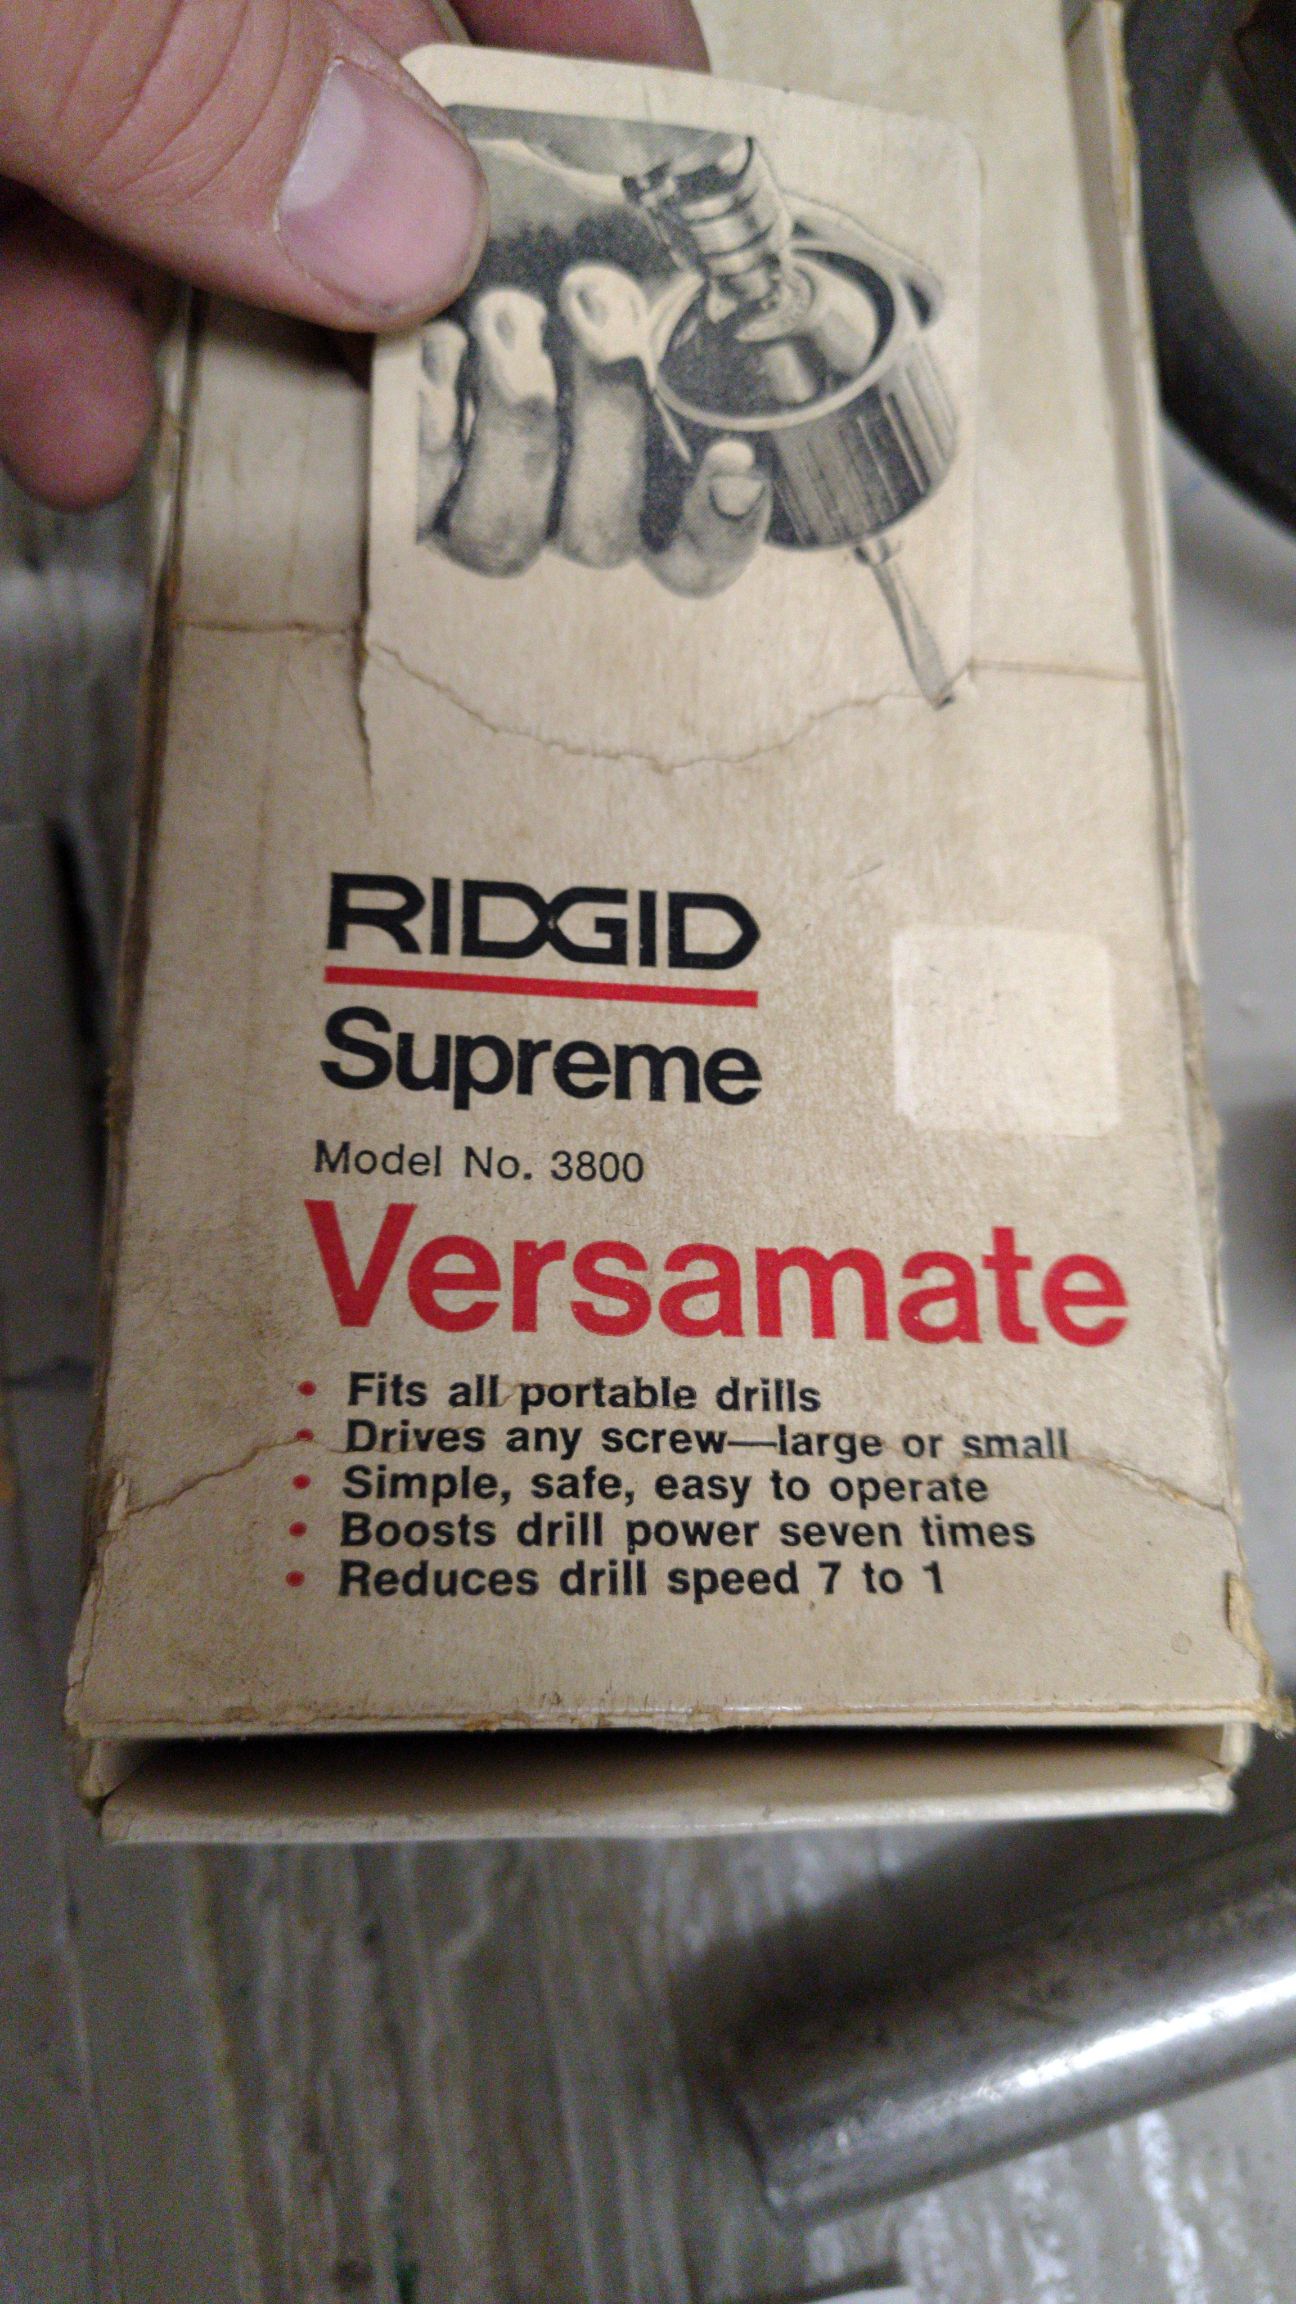 RIDGID
Supreme
Model No. 3800
Versamate
• Fits all portable drills
• Drives any screw—large or small
• Simple, safe, easy to operate
• Boosts drill power seven times
• Reduces drill speed 7 to 1